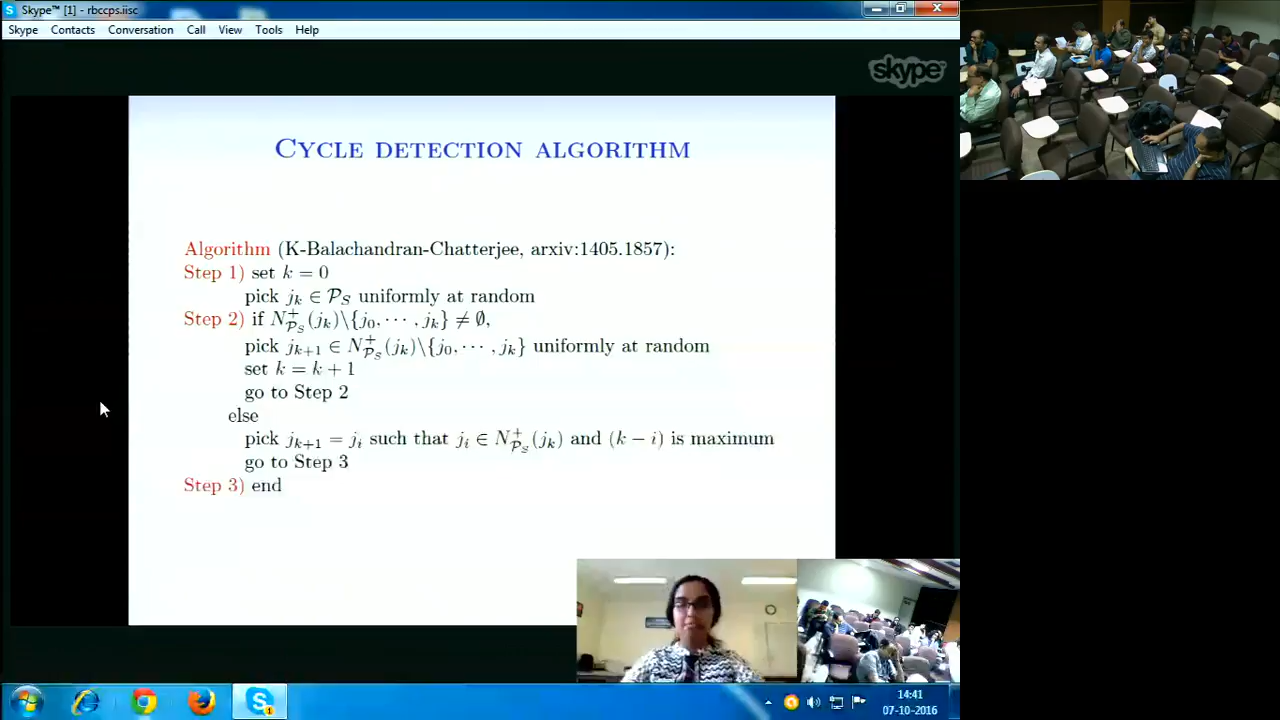 Skype™ [1] - rbccps.iisc
Skype Contacts Conversation Call View Tools Help
skype
CYCLE DETECTION ALGORITHM
Algorithm (K-Balachandran-Chatterjee, arxiv:1405.1857):
Step 1) set k = 0
pick j_k ∈ P_S uniformly at random
Step 2) if N^+_{P_S}(j_k)\{j_0, ⋯ , j_k} ≠ ∅,
pick j_{k+1} ∈ N^+_{P_S}(j_k)\{j_0, ⋯ , j_k} uniformly at random
set k = k + 1
go to Step 2
else
pick j_{k+1} = j_i such that j_i ∈ N^+_{P_S}(j_k) and (k − i) is maximum
go to Step 3
Step 3) end
14:41
07-10-2016